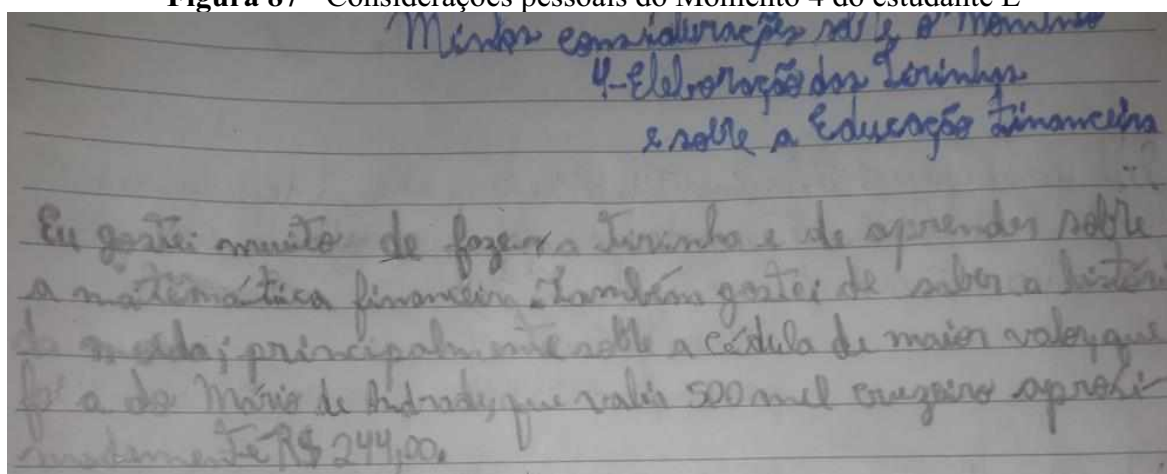 Figura 87 - Considerações pessoais do Momento 4 do estudante E
Minhas considerações sobre o Momento
4-Elaboração das Tirinhas
e sobre a Educação Financeira
Eu gostei muito de fazer a Tirinha e de aprender sobre
a matemática financeira. Também gostei de saber a históri
da moeda; principalmente sobre a cédula de maior valor, que
foi a do Mário de Andrade, que valia 500 mil cruzeiro aproxi-
madamente R$ 244,00.